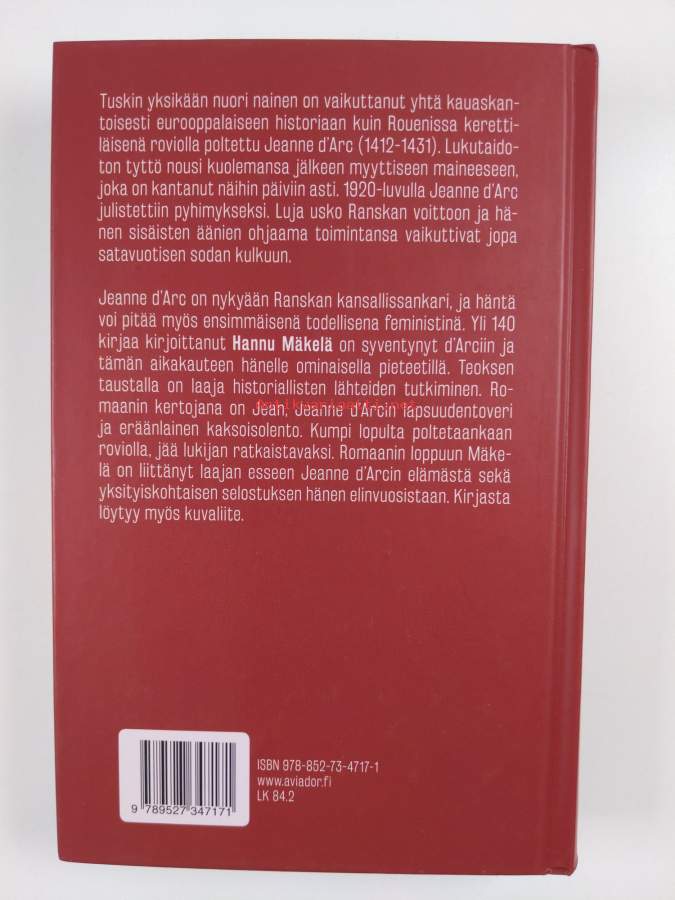 Tuskin yksikään nuori nainen on vaikuttanut yhtä kauaskan-
toisesti eurooppalaiseen historiaan kuin Rouenissa keretti-
läisenä roviolla poltettu Jeanne d'Arc (1412-1431). Lukutaido-
ton tyttö nousi kuolemansa jälkeen myyttiseen maineeseen,
joka on kantanut näihin päiviin asti. 1920-luvulla Jeanne d'Arc
julistettiin pyhimykseksi. Luja usko Ranskan voittoon ja hä-
nen sisäisten äänien ohjaama toimintansa vaikuttivat jopa
satavuotisen sodan kulkuun.
Jeanne d'Arc on nykyään Ranskan kansallissankari, ja häntä
voi pitää myös ensimmäisenä todellisena feministinä. Yli 140
kirjaa kirjoittanut Hannu Mäkelä on syventynyt d'Arciin ja
tämän aikakauteen hänelle ominaisella pieteetillä. Teoksen
taustalla on laaja historiallisten lähteiden tutkiminen. Ro-
maanin kertojana on Jean, Jeanne d'Arcin lapsuudentoveri
ja eräänlainen kaksoisolento. Kumpi lopulta poltetaankaan
roviolla, jää lukijan ratkaistavaksi. Romaanin loppuun Mäke-
lä on liittänyt laajan esseen Jeanne d'Arcin elämästä sekä
yksityiskohtaisen selostuksen hänen elinvuosistaan. Kirjasta
löytyy myös kuvaliite.
ISBN 978-852-73-4717-1
www.aviador.fi
LK 84.2
9 789527 347171